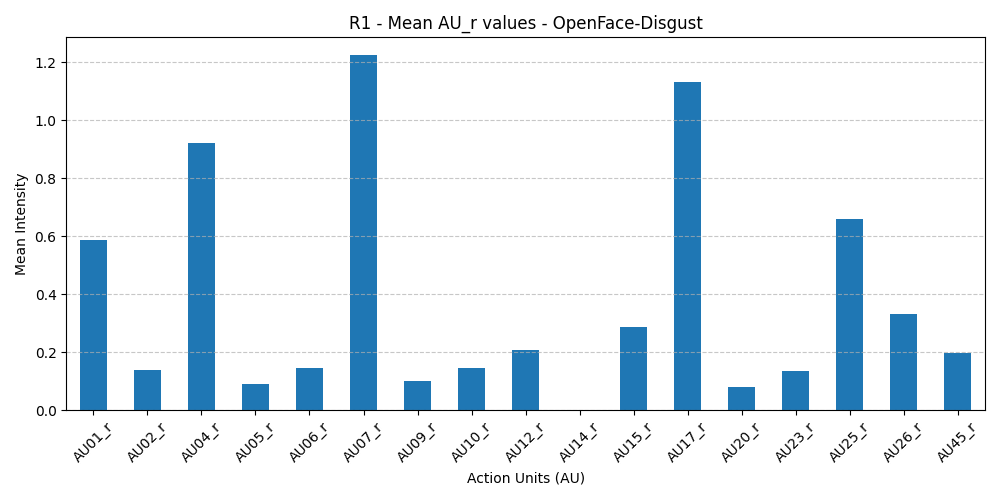 R1 - Mean AU_r values - OpenFace-Disgust
Mean Intensity
1.2
1.0
0.8
0.6
0.4
0.2
0.0
AU01_r AU02_r AU04_r AU05_r AU06_r AU07_r AU09_r AU10_r AU12_r AU14_r AU15_r AU17_r AU20_r AU23_r AU25_r AU26_r AU45_r
Action Units (AU)